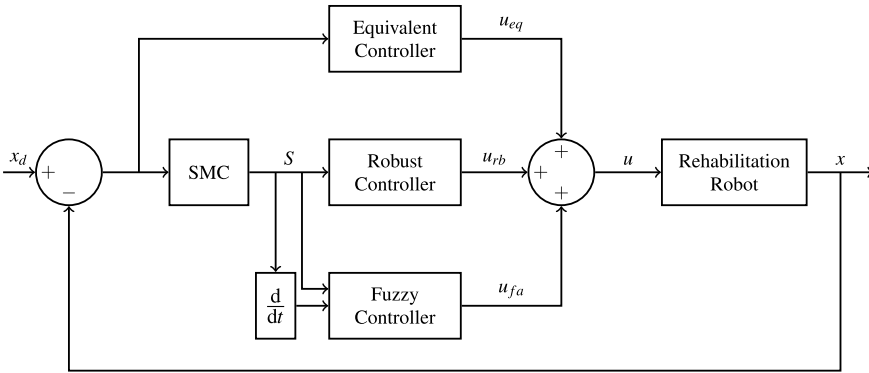 Equivalent
Controller
u_eq
x_d
+
−
SMC
S
Robust
Controller
u_rb
+
+
+
u
Rehabilitation
Robot
x
d
dt
Fuzzy
Controller
u_fa